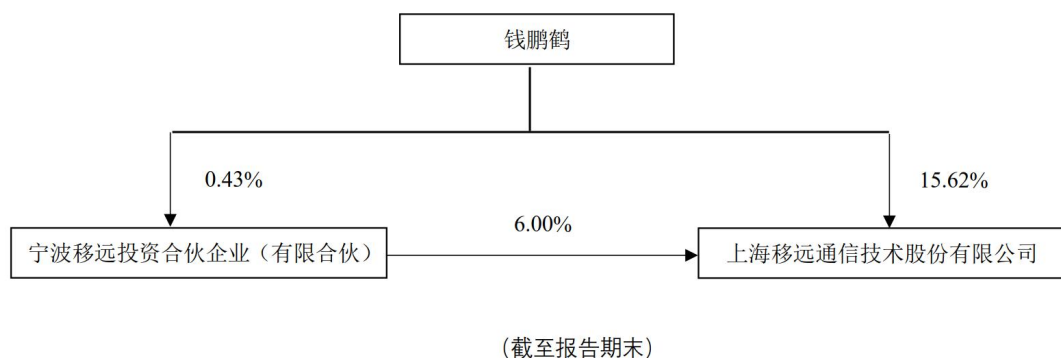 钱鹏鹤
0.43%
15.62%
6.00%
宁波移远投资合伙企业（有限合伙）
上海移远通信技术股份有限公司
（截至报告期末）